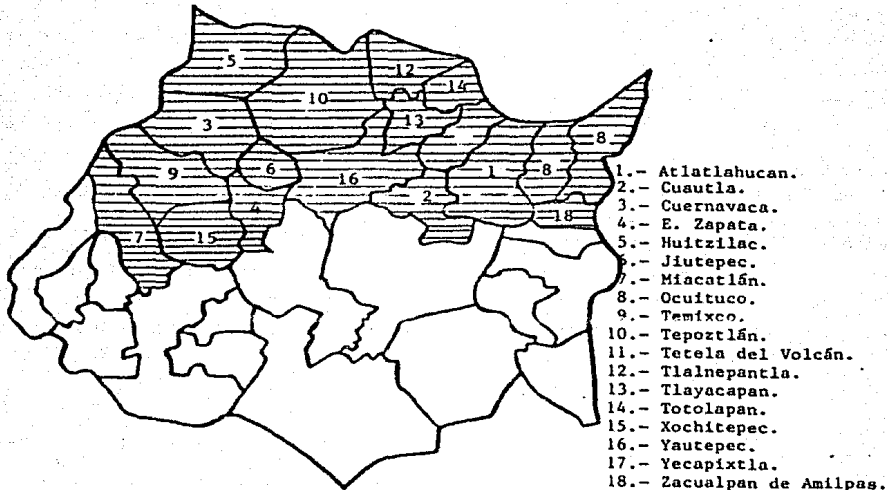 5
12
14
10
13
3
8
9
6
16
1
8
2
4
18
7
15
1.- Atlatlahucan.
2.- Cuautla.
3.- Cuernavaca.
4.- E. Zapata.
5.- Huitzilac.
6.- Jiutepec.
7.- Miacatlán.
8.- Ocuituco.
9.- Temixco.
10.- Tepoztlán.
11.- Tetela del Volcán.
12.- Tlalnepantla.
13.- Tlayacapan.
14.- Totolapan.
15.- Xochitepec.
16.- Yautepec.
17.- Yecapixtla.
18.- Zacualpan de Amilpas.